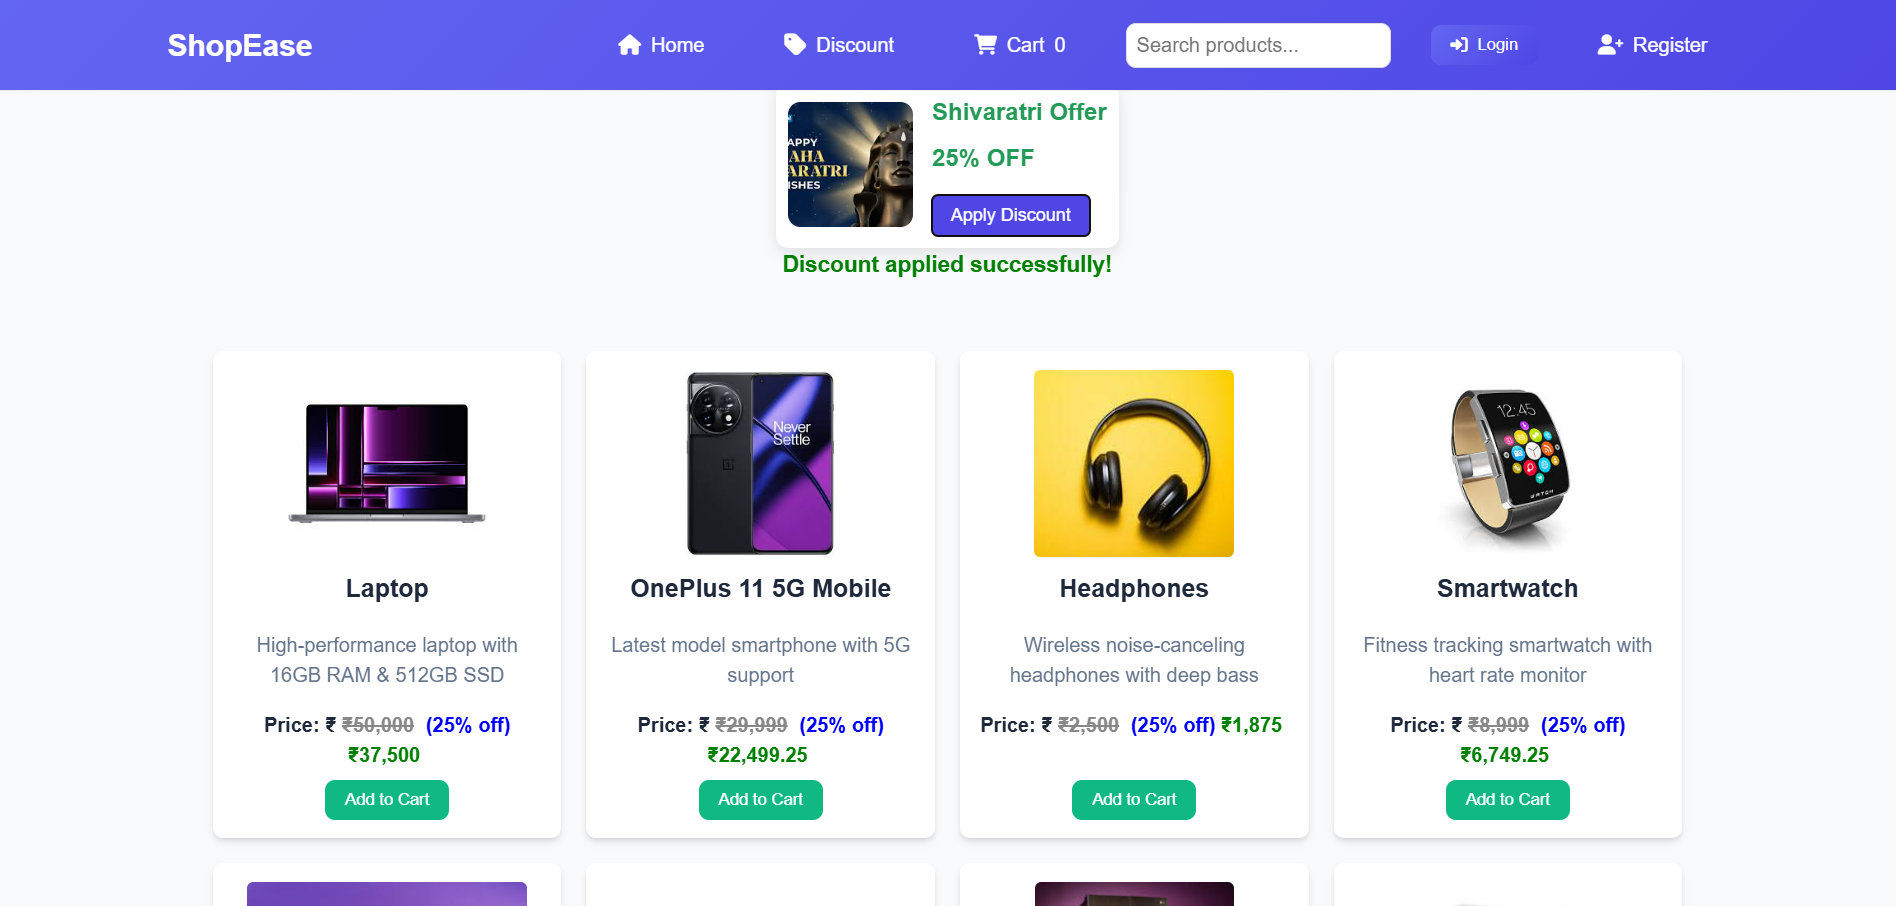 ShopEase
Home
Discount
Cart 0
Search products...
Login
Register
APPY
AHA
ARATRI
ISHES
Shivaratri Offer
25% OFF
Apply Discount
Discount applied successfully!
Never
Settle
12:45
WATCH
Laptop
OnePlus 11 5G Mobile
Headphones
Smartwatch
High-performance laptop with
16GB RAM & 512GB SSD
Latest model smartphone with 5G
support
Wireless noise-canceling
headphones with deep bass
Fitness tracking smartwatch with
heart rate monitor
Price: ₹ ₹50,000 (25% off)
₹37,500
Price: ₹ ₹29,999 (25% off)
₹22,499.25
Price: ₹ ₹2,500 (25% off) ₹1,875
Price: ₹ ₹8,999 (25% off)
₹6,749.25
Add to Cart
Add to Cart
Add to Cart
Add to Cart